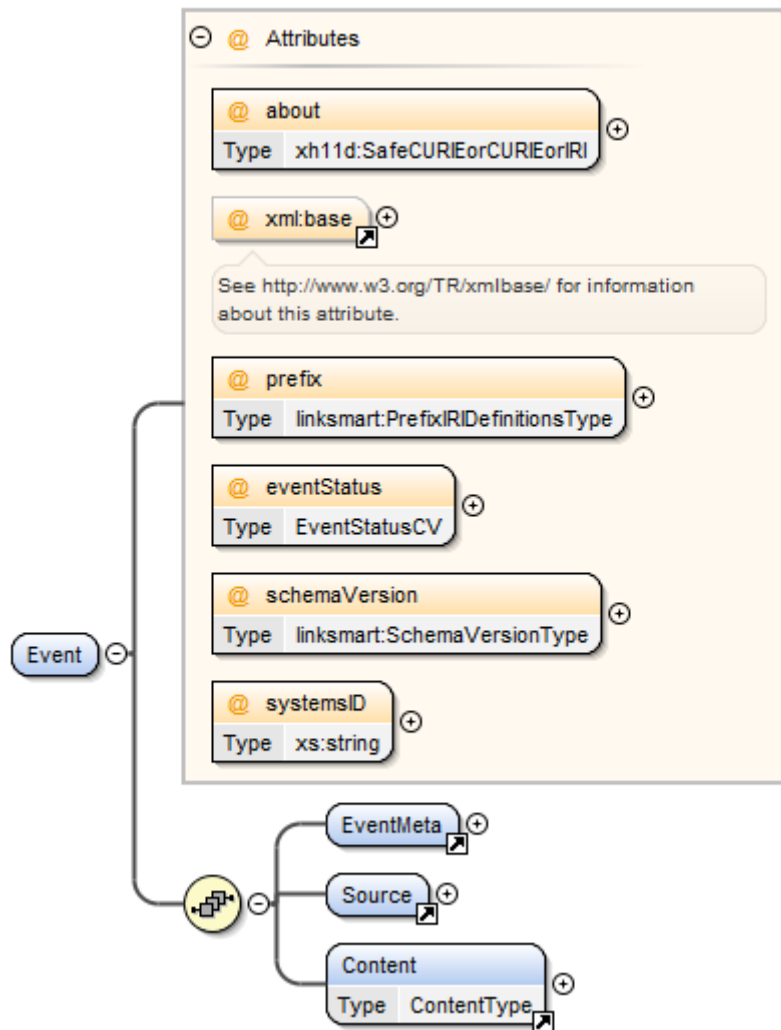 @ Attributes
@ about
Type xh11d:SafeCURIEorCURIEorIRI
@ xml:base
See http://www.w3.org/TR/xmlbase/ for information
about this attribute.
@ prefix
Type linksmart:PrefixIRIDefinitionsType
@ eventStatus
Type EventStatusCV
@ schemaVersion
Type linksmart:SchemaVersionType
Event
@ systemsID
Type xs:string
EventMeta
Source
Content
Type ContentType